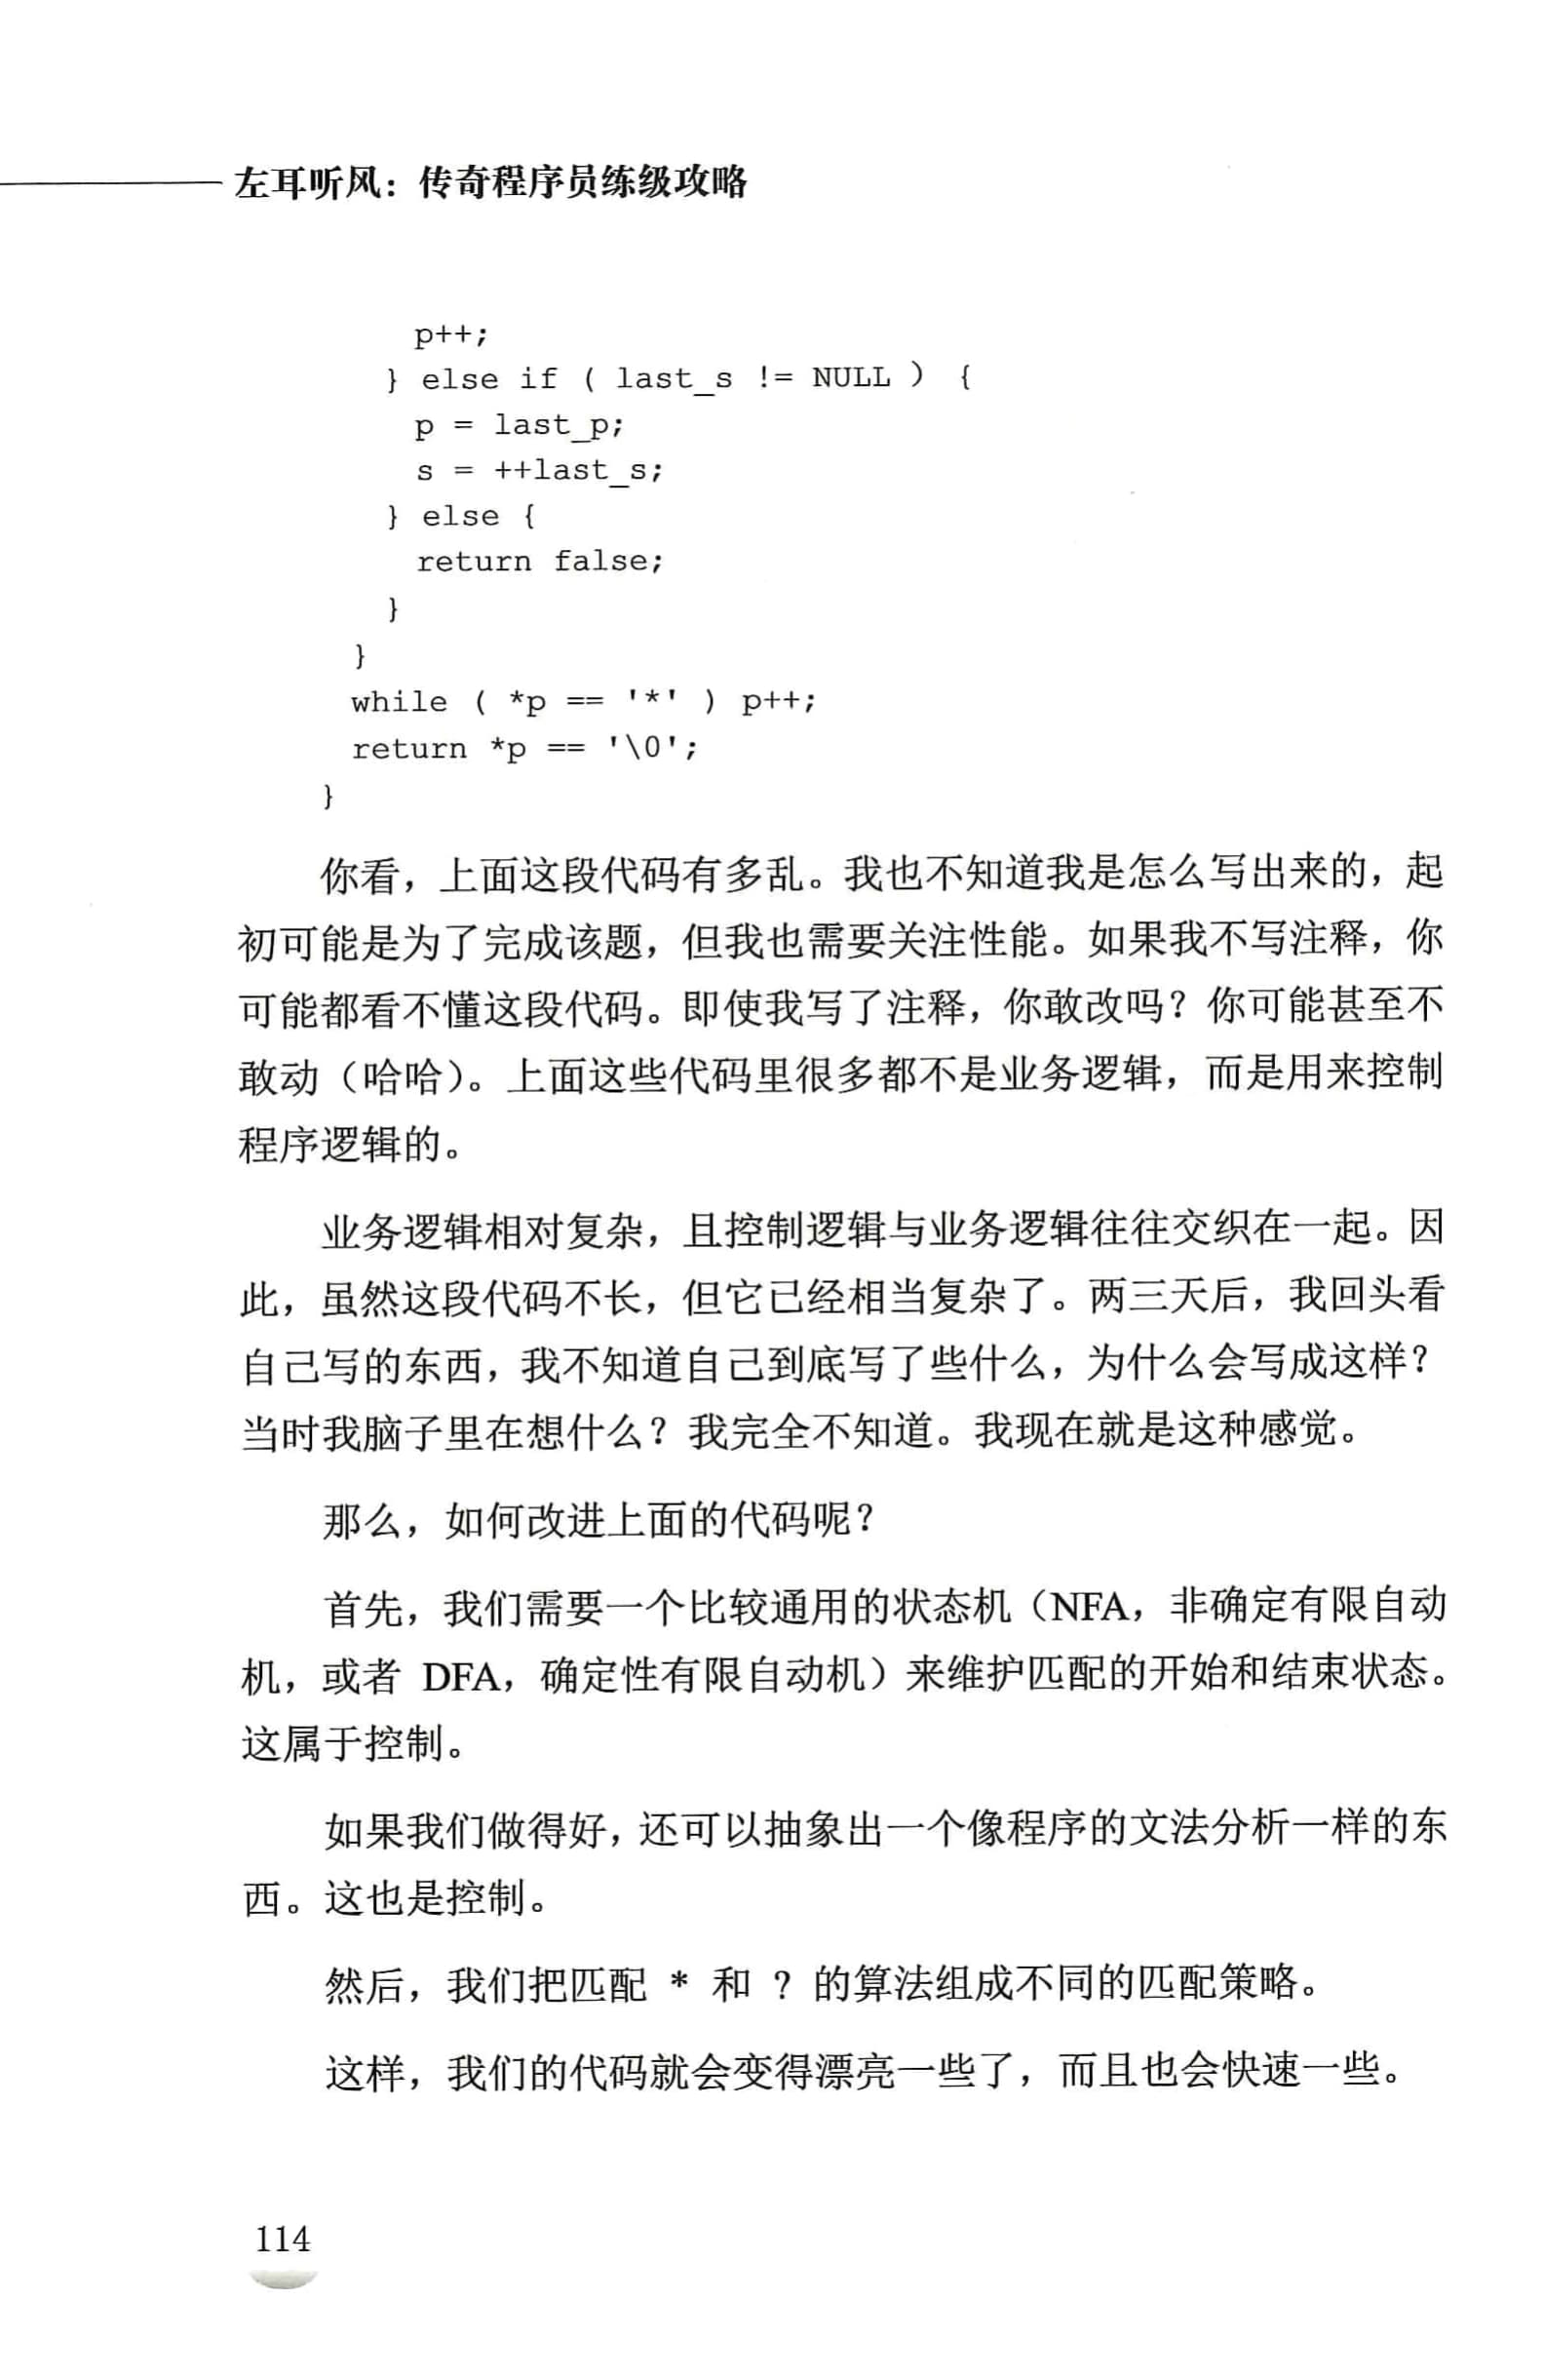 左耳听风：传奇程序员练级攻略
p++;
} else if ( last_s != NULL ) {
p = last_p;
s = ++last_s;
} else {
return false;
}
}
while ( *p == '*' ) p++;
return *p == '\0';
}
你看，上面这段代码有多乱。我也不知道我是怎么写出来的，起
初可能是为了完成该题，但我也需要关注性能。如果我不写注释，你
可能都看不懂这段代码。即使我写了注释，你敢改吗？你可能甚至不
敢动（哈哈）。上面这些代码里很多都不是业务逻辑，而是用来控制
程序逻辑的。
业务逻辑相对复杂，且控制逻辑与业务逻辑往往交织在一起。因
此，虽然这段代码不长，但它已经相当复杂了。两三天后，我回头看
自己写的东西，我不知道自己到底写了些什么，为什么会写成这样？
当时我脑子里在想什么？我完全不知道。我现在就是这种感觉。
那么，如何改进上面的代码呢？
首先，我们需要一个比较通用的状态机（NFA，非确定有限自动
机，或者 DFA，确定性有限自动机）来维护匹配的开始和结束状态。
这属于控制。
如果我们做得好，还可以抽象出一个像程序的文法分析一样的东
西。这也是控制。
然后，我们把匹配 * 和 ? 的算法组成不同的匹配策略。
这样，我们的代码就会变得漂亮一些了，而且也会快速一些。
114